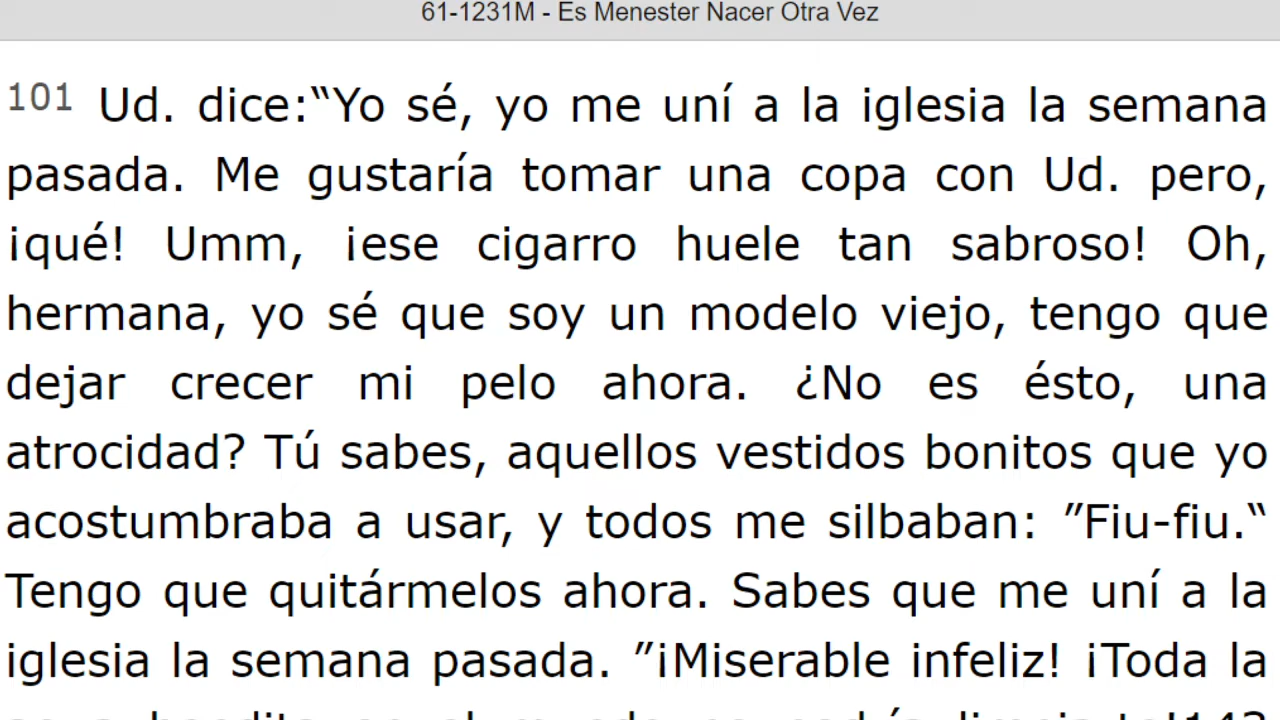 61-1231M - Es Menester Nacer Otra Vez
101 Ud. dice:“Yo sé, yo me uní a la iglesia la semana
pasada. Me gustaría tomar una copa con Ud. pero,
¡qué! Umm, ¡ese cigarro huele tan sabroso! Oh,
hermana, yo sé que soy un modelo viejo, tengo que
dejar crecer mi pelo ahora. ¿No es ésto, una
atrocidad? Tú sabes, aquellos vestidos bonitos que yo
acostumbraba a usar, y todos me silbaban: ”Fiu-fiu.“
Tengo que quitármelos ahora. Sabes que me uní a la
iglesia la semana pasada. ”¡Miserable infeliz! ¡Toda la